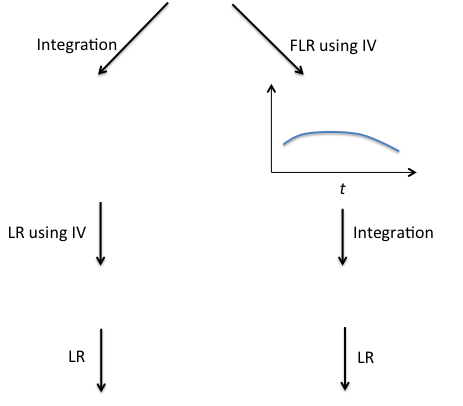 Integration
FLR using IV
t
LR using IV
Integration
LR
LR